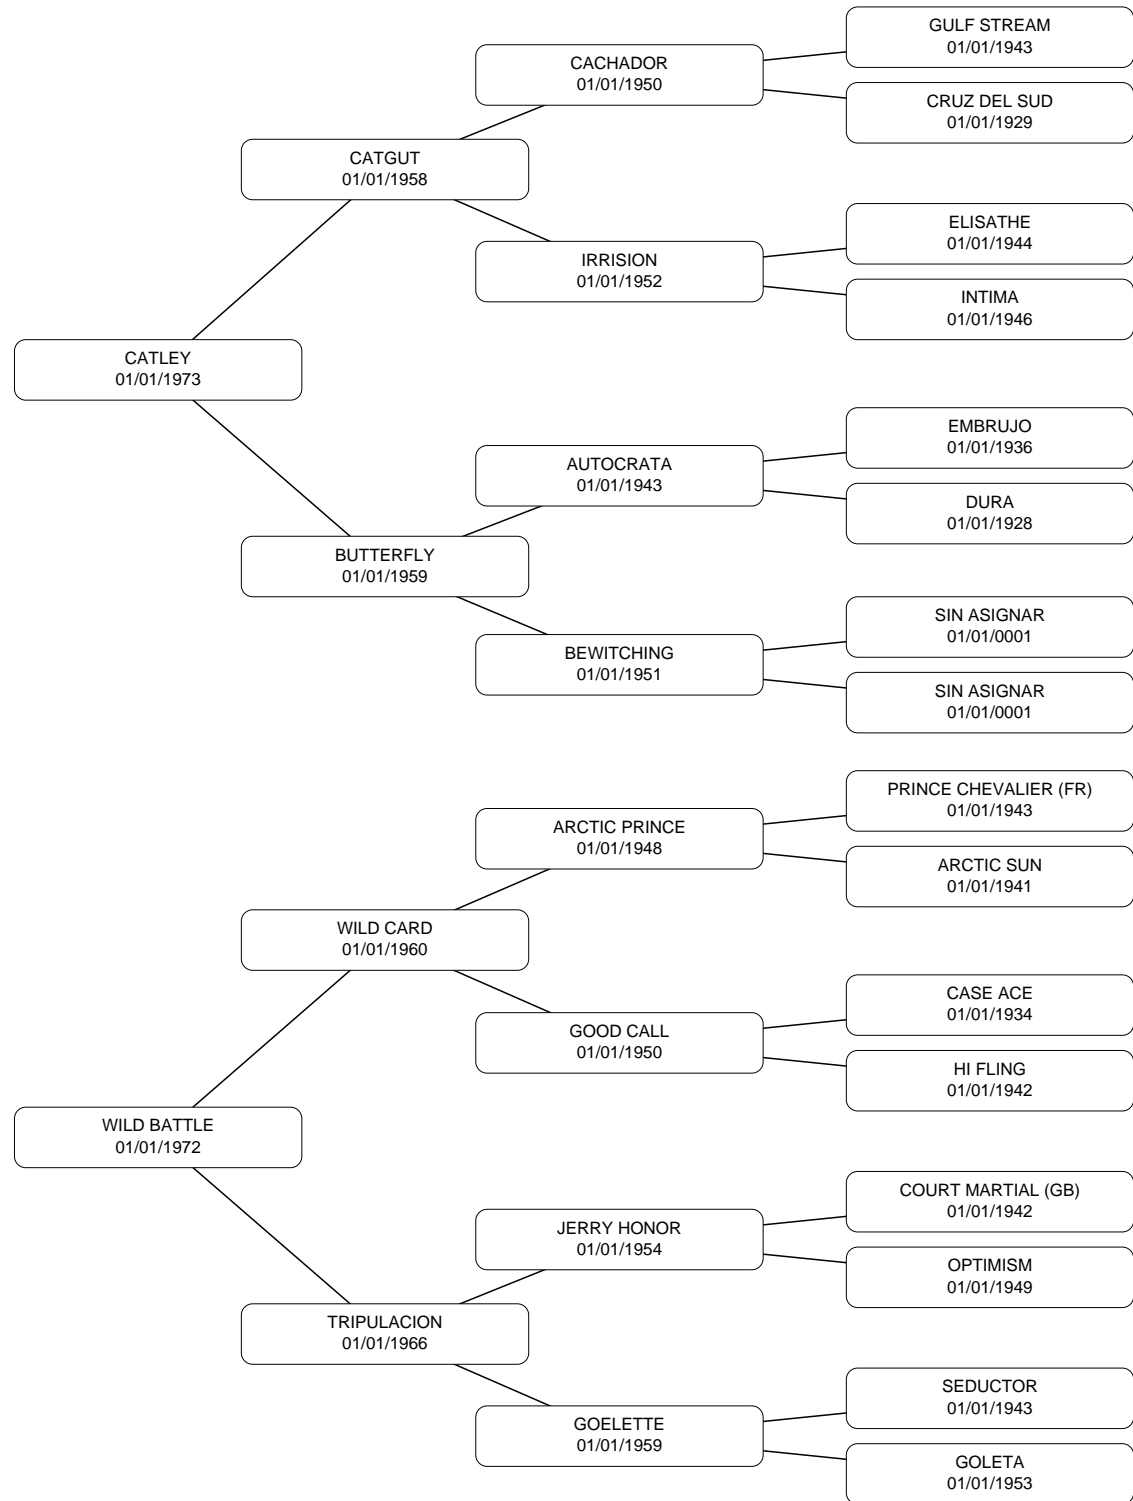 GULF STREAM
01/01/1943
CACHADOR
01/01/1950
CRUZ DEL SUD
01/01/1929
CATGUT
01/01/1958
ELISATHE
01/01/1944
IRRISION
01/01/1952
INTIMA
01/01/1946
CATLEY
01/01/1973
EMBRUJO
01/01/1936
AUTOCRATA
01/01/1943
DURA
01/01/1928
BUTTERFLY
01/01/1959
SIN ASIGNAR
01/01/0001
BEWITCHING
01/01/1951
SIN ASIGNAR
01/01/0001
PRINCE CHEVALIER (FR)
01/01/1943
ARCTIC PRINCE
01/01/1948
ARCTIC SUN
01/01/1941
WILD CARD
01/01/1960
CASE ACE
01/01/1934
GOOD CALL
01/01/1950
HI FLING
01/01/1942
WILD BATTLE
01/01/1972
COURT MARTIAL (GB)
01/01/1942
JERRY HONOR
01/01/1954
OPTIMISM
01/01/1949
TRIPULACION
01/01/1966
SEDUCTOR
01/01/1943
GOELETTE
01/01/1959
GOLETA
01/01/1953